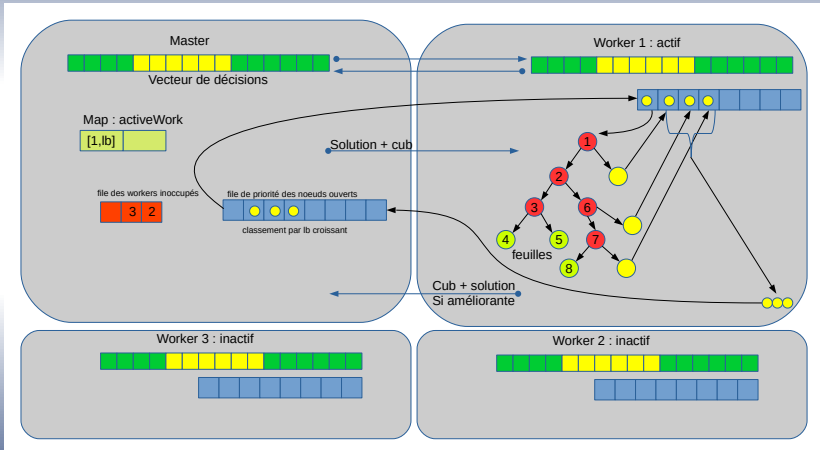 Master
Vecteur de décisions
Map : activeWork
[1,lb]
file des workers inoccupés
3 2
file de priorité des noeuds ouverts
classement par lb croissant
Solution + cub
Cub + solution
Si améliorante
Worker 1 : actif
1
2
3
6
4
5
7
feuilles
8
Worker 3 : inactif
Worker 2 : inactif